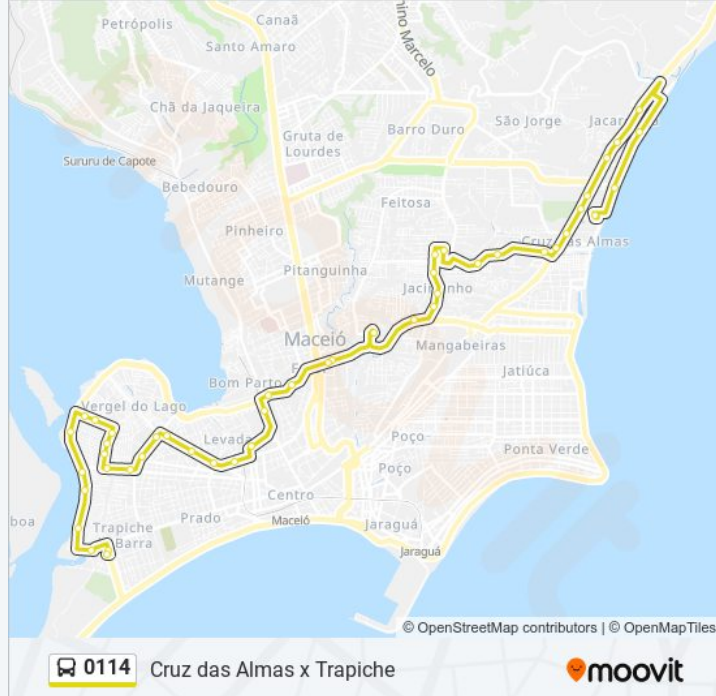 Petrópolis
Canaã
Santo Amaro
nino Marcelo
Chã da Jaqueira
Gruta de
Lourdes
Barro Duro
São Jorge
Jacar
Sururu de Capote
Bebedouro
Feitosa
Pinheiro
Cruz das Almas
Mutange
Pitanguinha
Jacintinho
Maceió
Mangabeiras
Jatiúca
Bom Parto
Vergel do Lago
Levada
Poço
Ponta Verde
Poço
Centro
boa
Trapiche
Barra
Prado
Maceió
Jaraguá
Jaraguá
© OpenStreetMap contributors | © OpenMapTiles
0114 Cruz das Almas x Trapiche
moovit